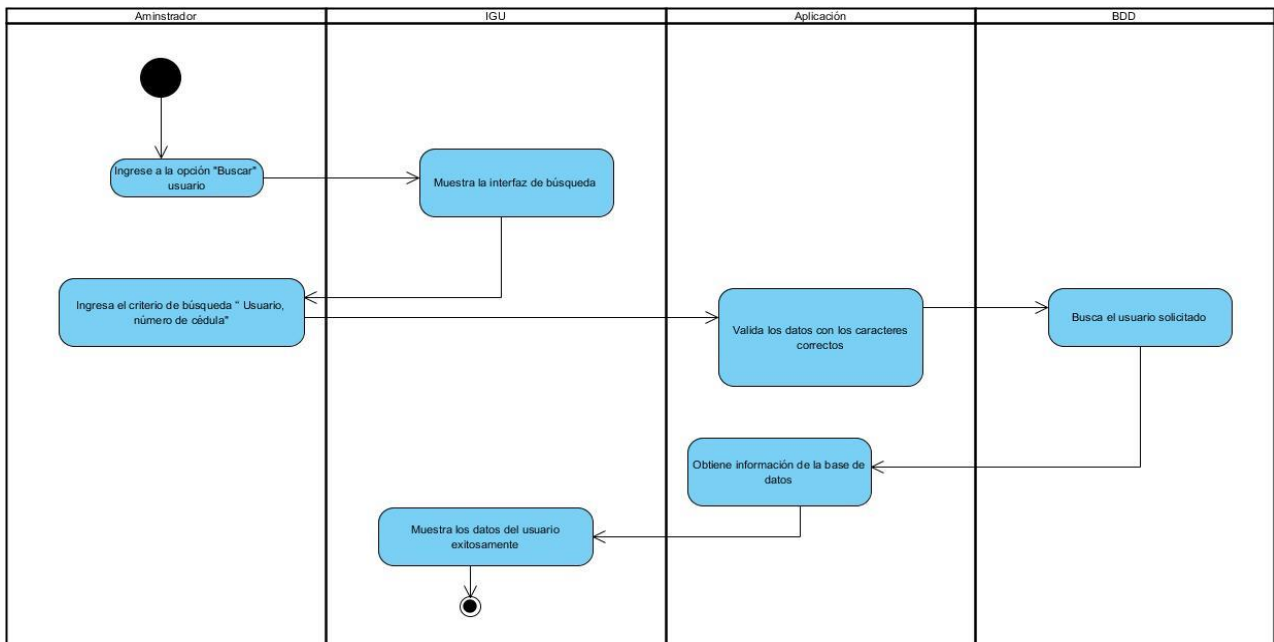 Aminstrador
IGU
Aplicación
BDD
Ingrese a la opción "Buscar"
usuario
Muestra la interfaz de búsqueda
Ingresa el criterio de búsqueda " Usuario,
número de cédula"
Valida los datos con los caracteres
correctos
Busca el usuario solicitado
Obtiene información de la base de
datos
Muestra los datos del usuario
exitosamente